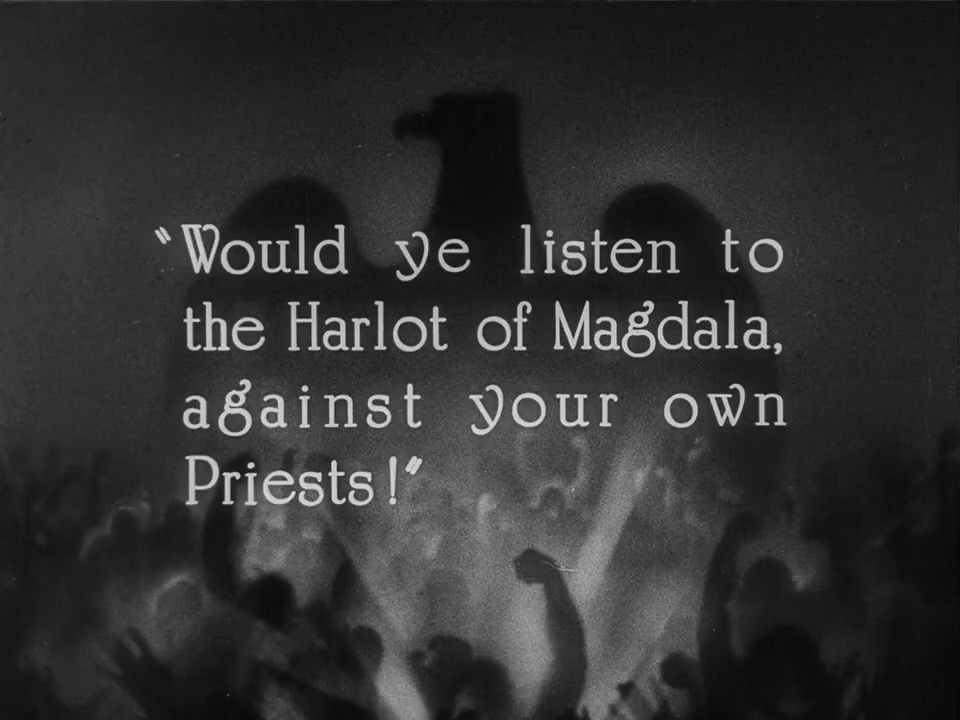 "Would ye listen to
the Harlot of Magdala,
against your own
Priests!"